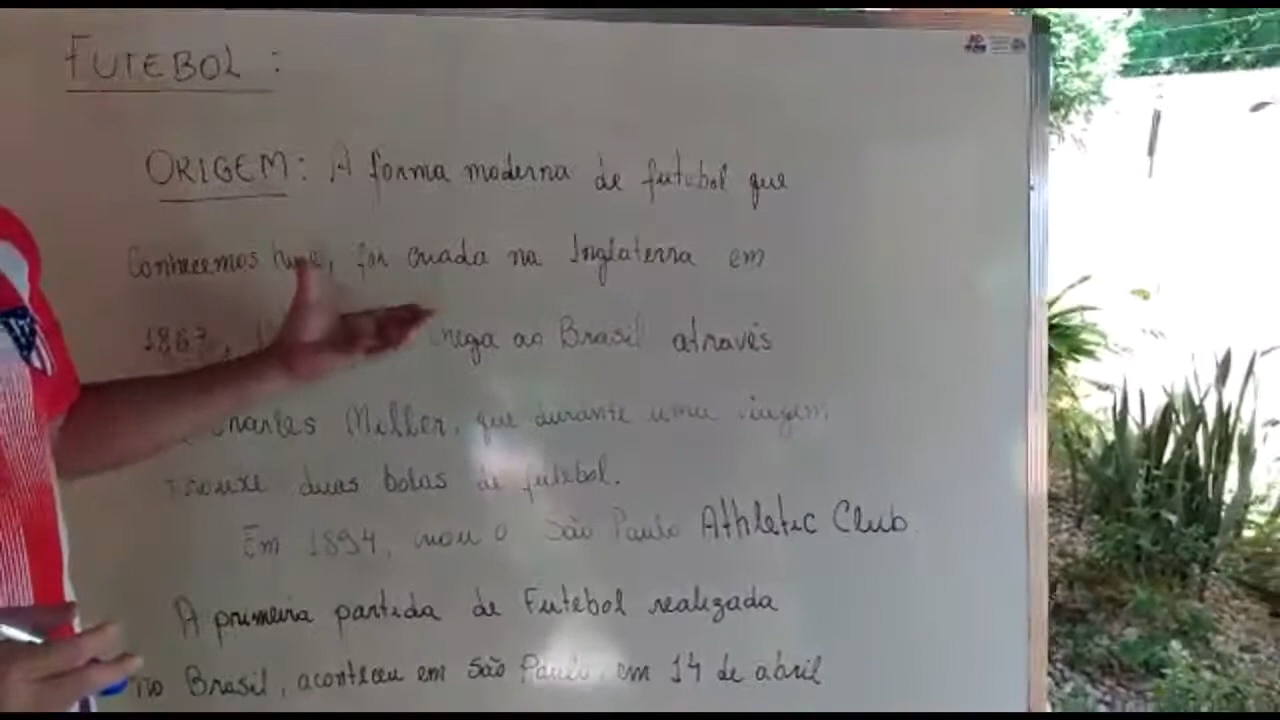 FUTEBOL :
ORIGEM: A forma moderna de futebol que
Conhecemos hoje, foi criada na Inglaterra em
1863, chega ao Brasil através
Charles Miller, que durante uma viagem
trouxe duas bolas de futebol.
Em 1894, criou o São Paulo Athletic Club.
A primeira partida de Futebol realizada
no Brasil, aconteceu em São Paulo, em 14 de abril